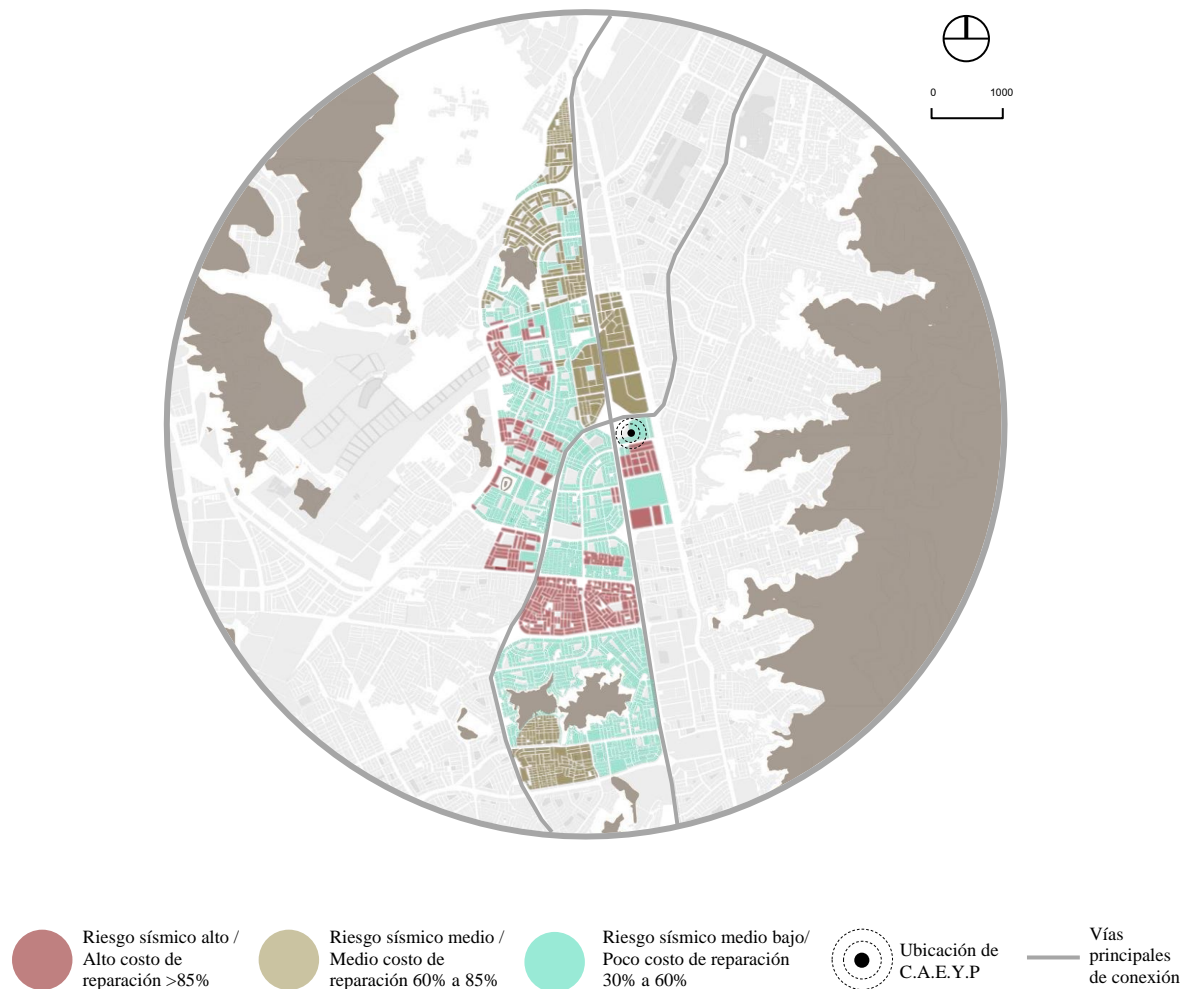 0 1000
Riesgo sísmico alto /
Alto costo de
reparación >85%
Riesgo sísmico medio /
Medio costo de
reparación 60% a 85%
Riesgo sísmico medio bajo/
Poco costo de reparación
30% a 60%
Ubicación de
C.A.E.Y.P
Vías
principales
de conexión